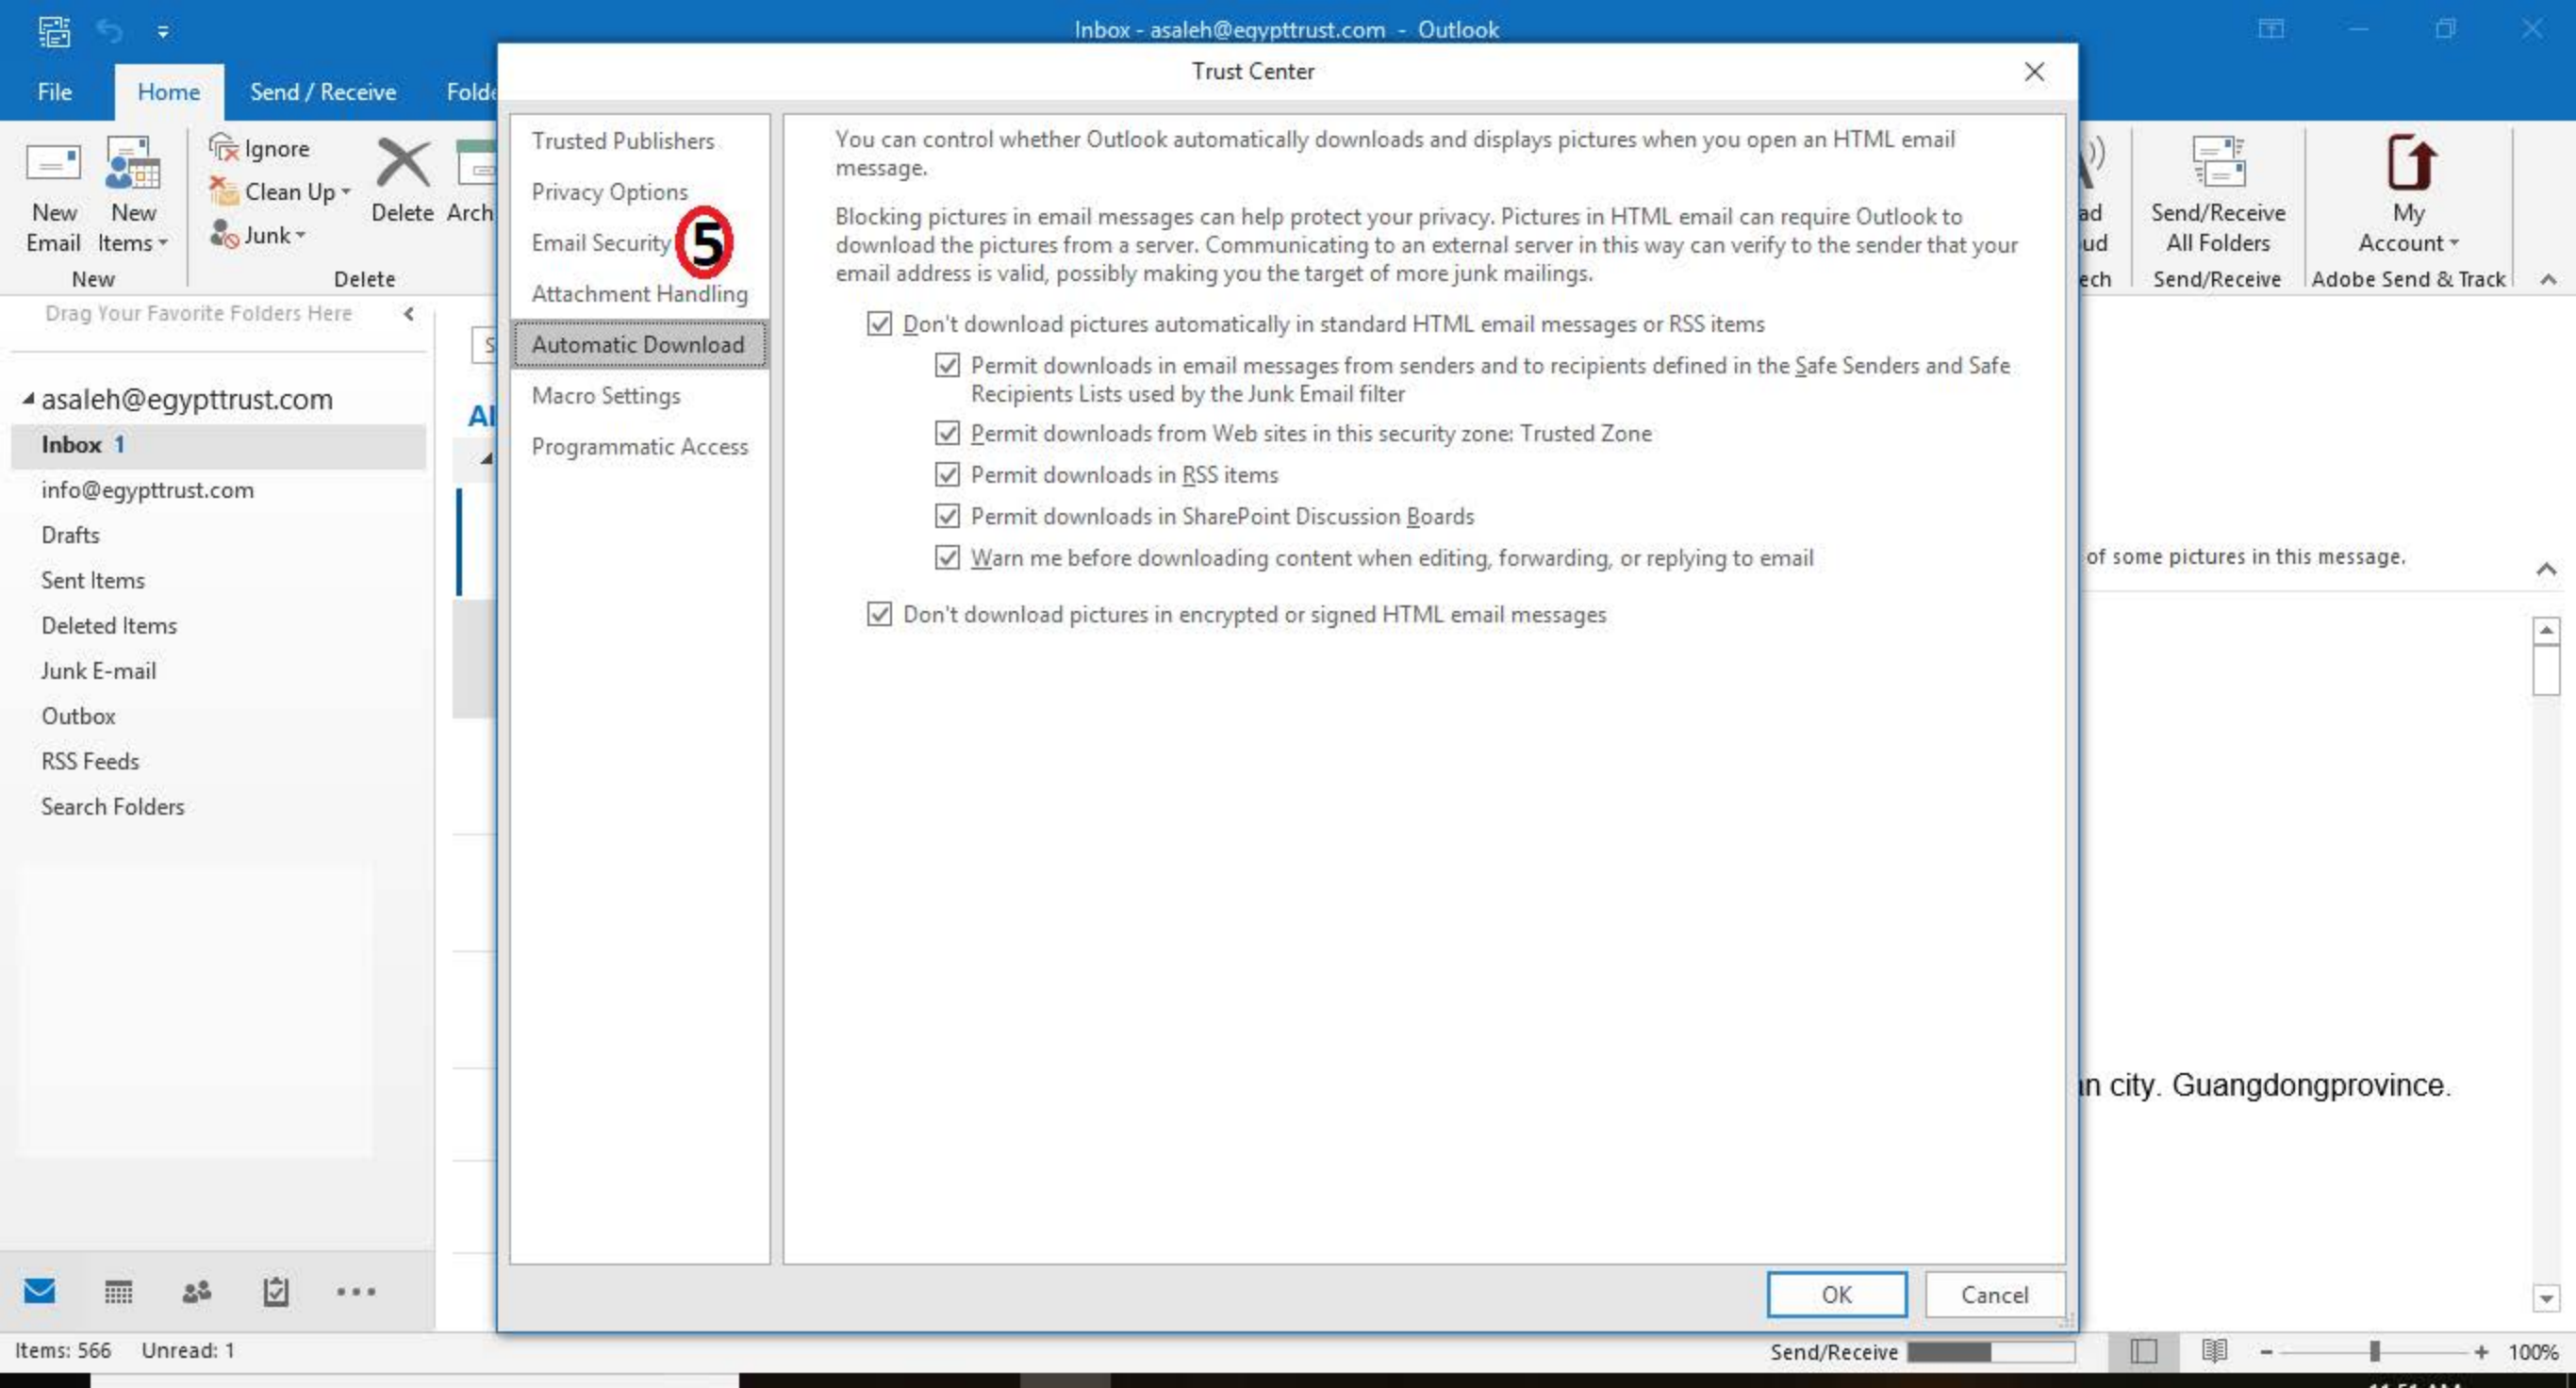 Inbox - asaleh@egypttrust.com - Outlook
File
Home
Send / Receive
Trust Center
New
Email
New
Items
New
Ignore
Clean Up
Junk
Delete
Delete
Send/Receive
All Folders
Send/Receive
My
Account
Adobe Send & Track
Drag Your Favorite Folders Here
asaleh@egypttrust.com
Inbox 1
info@egypttrust.com
Drafts
Sent Items
Deleted Items
Junk E-mail
Outbox
RSS Feeds
Search Folders
Trusted Publishers
Privacy Options
Email Security
5
Attachment Handling
Automatic Download
Macro Settings
Programmatic Access
You can control whether Outlook automatically downloads and displays pictures when you open an HTML email
message.
Blocking pictures in email messages can help protect your privacy. Pictures in HTML email can require Outlook to
download the pictures from a server. Communicating to an external server in this way can verify to the sender that your
email address is valid, possibly making you the target of more junk mailings.
Don't download pictures automatically in standard HTML email messages or RSS items
Permit downloads in email messages from senders and to recipients defined in the Safe Senders and Safe
Recipients Lists used by the Junk Email filter
Permit downloads from Web sites in this security zone: Trusted Zone
Permit downloads in RSS items
Permit downloads in SharePoint Discussion Boards
Warn me before downloading content when editing, forwarding, or replying to email
Don't download pictures in encrypted or signed HTML email messages
of some pictures in this message.
city. Guangdongprovince.
OK
Cancel
Items: 566
Unread: 1
Send/Receive
100%